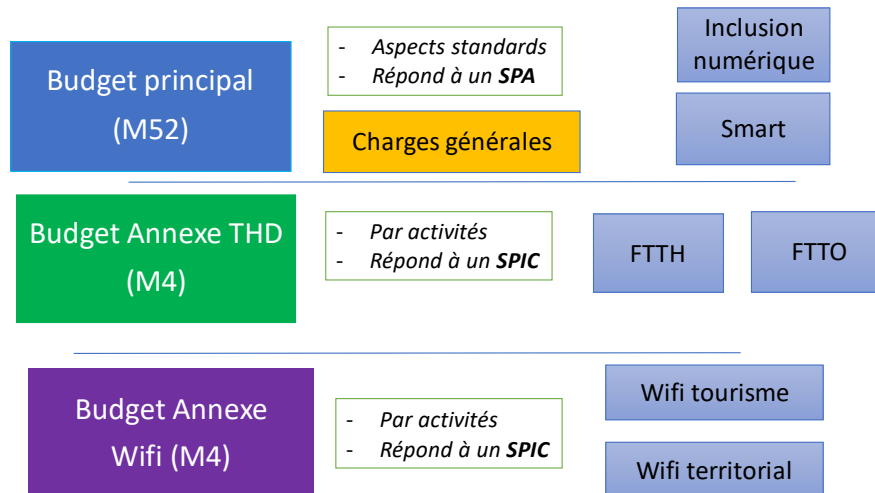 Budget principal
(M52)
- Aspects standards
- Répond à un SPA
Charges générales
Inclusion
numérique
Smart
Budget Annexe THD
(M4)
- Par activités
- Répond à un SPIC
FTTH
FTTO
Budget Annexe
Wifi (M4)
- Par activités
- Répond à un SPIC
Wifi tourisme
Wifi territorial